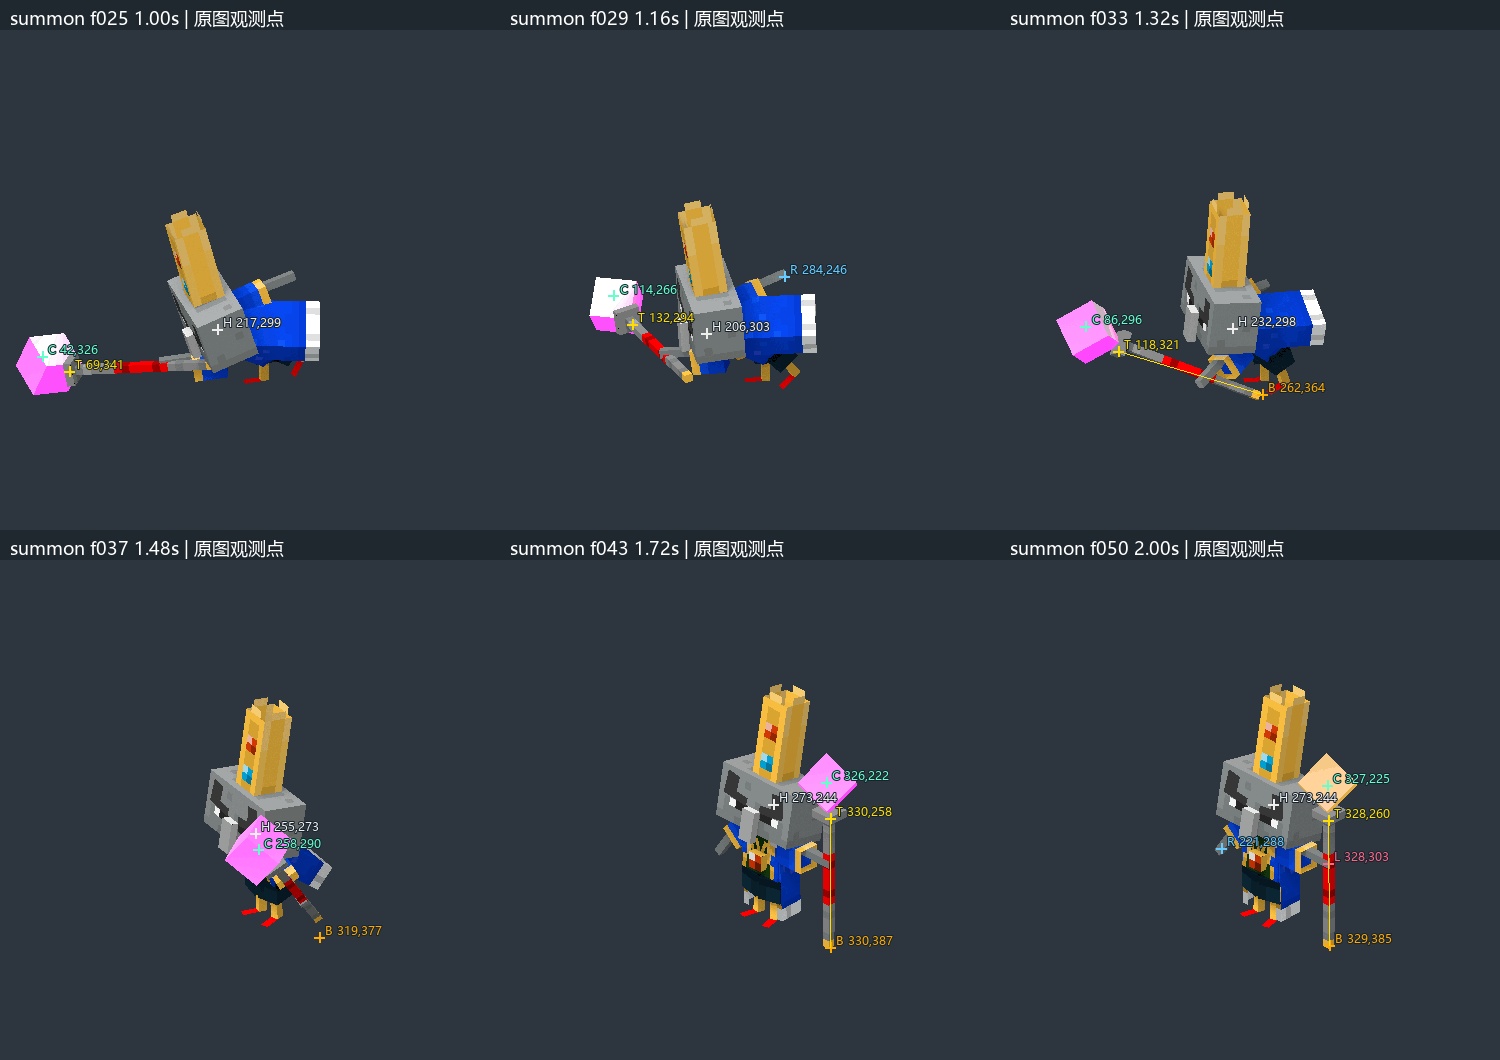 summon f025 1.00s | 原图观测点
summon f029 1.16s | 原图观测点
summon f033 1.32s | 原图观测点
C 42,326
T 69,341
H 217,299
C 114,266
T 132,294
H 206,303
R 284,246
C 86,296
T 118,321
H 232,298
B 262,364
summon f037 1.48s | 原图观测点
summon f043 1.72s | 原图观测点
summon f050 2.00s | 原图观测点
H 255,273
C 258,290
B 319,377
C 326,222
H 273,244
T 330,258
B 330,387
C 327,225
H 273,244
T 328,260
R 221,288
L 328,303
B 329,385